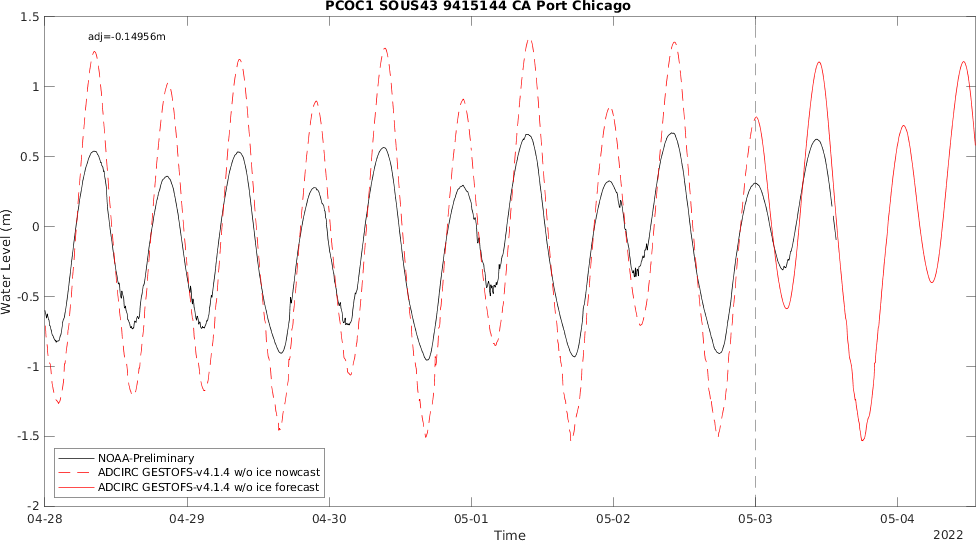 PCOC1 SOUS43 9415144 CA Port Chicago
adj=-0.14956m
1.5
1
0.5
0
-0.5
-1
-1.5
-2
Water Level (m)
NOAA-Preliminary
ADCIRC GESTOFS-v4.1.4 w/o ice nowcast
ADCIRC GESTOFS-v4.1.4 w/o ice forecast
04-28 04-29 04-30 05-01 05-02 05-03 05-04
Time
2022